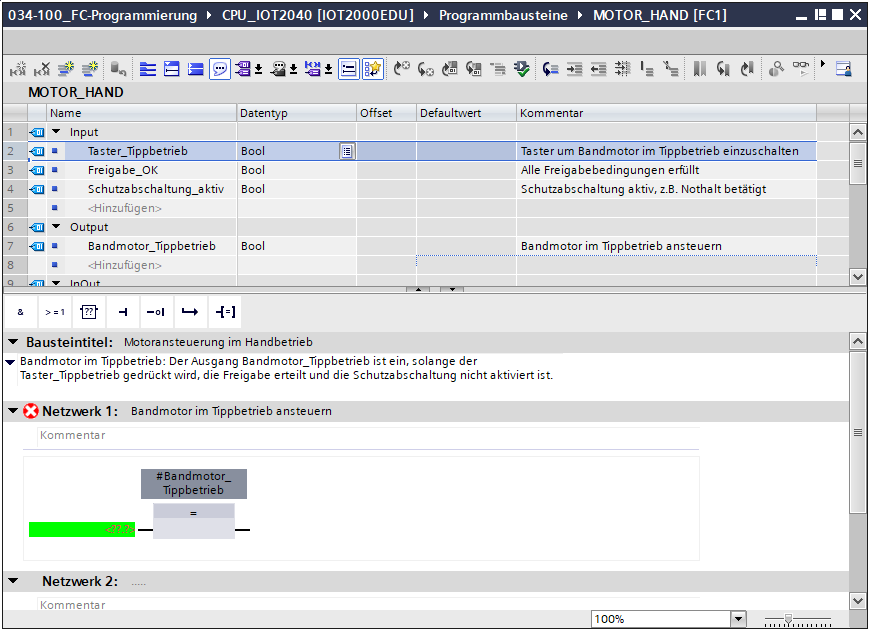 034-100_FC-Programmierung ▸ CPU_IOT2040 [IOT2000EDU] ▸ Programmbausteine ▸ MOTOR_HAND [FC1]
MOTOR_HAND
Name Datentyp Offset Defaultwert Kommentar
1 Input
2 Taster_Tippbetrieb Bool Taster um Bandmotor im Tippbetrieb einzuschalten
3 Freigabe_OK Bool Alle Freigabebedingungen erfüllt
4 Schutzabschaltung_aktiv Bool Schutzabschaltung aktiv, z.B. Nothalt betätigt
5 <Hinzufügen>
6 Output
7 Bandmotor_Tippbetrieb Bool Bandmotor im Tippbetrieb ansteuern
8 <Hinzufügen>
9 InOut
& >=1 [??] ⊣ -o| ↦ -[=]
Bausteintitel: Motoransteuerung im Handbetrieb
Bandmotor im Tippbetrieb: Der Ausgang Bandmotor_Tippbetrieb ist ein, solange der
Taster_Tippbetrieb gedrückt wird, die Freigabe erteilt und die Schutzabschaltung nicht aktiviert ist.
Netzwerk 1: Bandmotor im Tippbetrieb ansteuern
Kommentar
#Bandmotor_
Tippbetrieb
=
<??.?>
Netzwerk 2: .....
Kommentar
100%